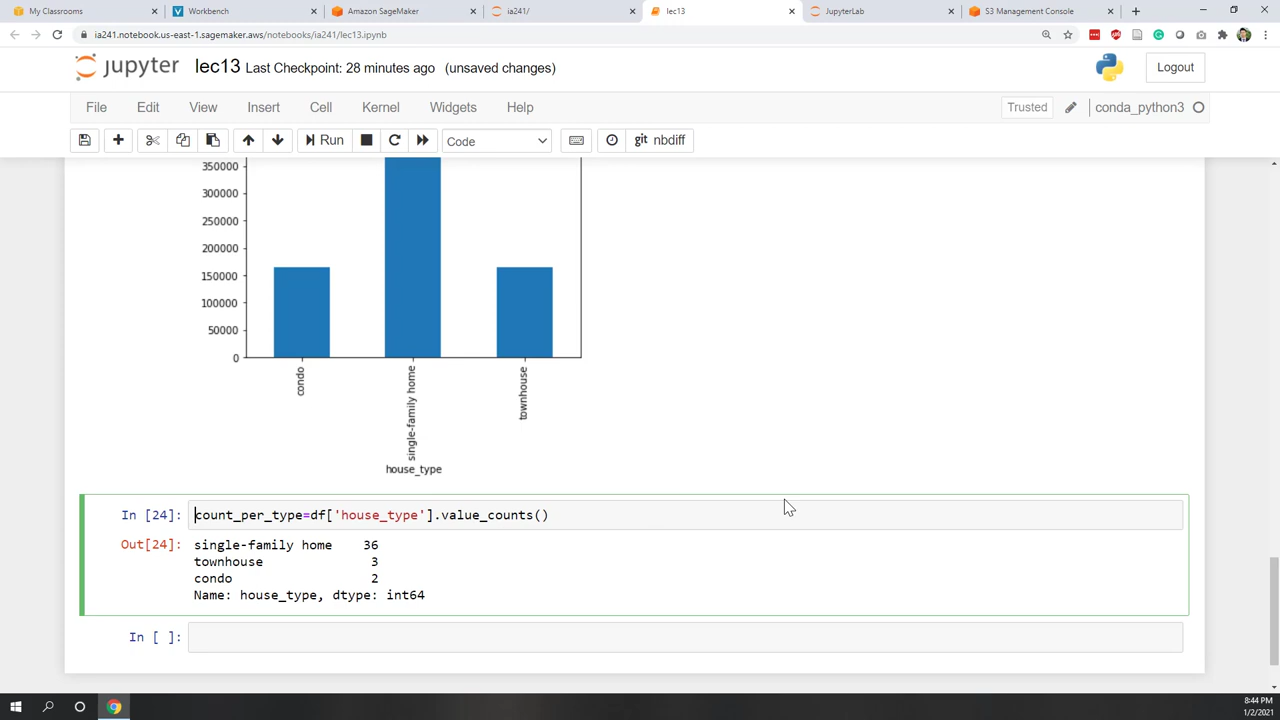 My Classrooms
Workbench
Amazon SageMaker
ia241/
lec13
JupyterLab
S3 Management Console
ia241.notebook.us-east-1.sagemaker.aws/notebooks/ia241/lec13.ipynb
jupyter lec13 Last Checkpoint: 28 minutes ago (unsaved changes)
Logout
File Edit View Insert Cell Kernel Widgets Help
Trusted
conda_python3
Run
Code
git nbdiff
350000
300000
250000
200000
150000
100000
50000
0
condo
single-family home
townhouse
house_type
In [24]: count_per_type=df['house_type'].value_counts()
Out[24]: single-family home 36
townhouse 3
condo 2
Name: house_type, dtype: int64
In [ ]:
8:44 PM
1/2/2021